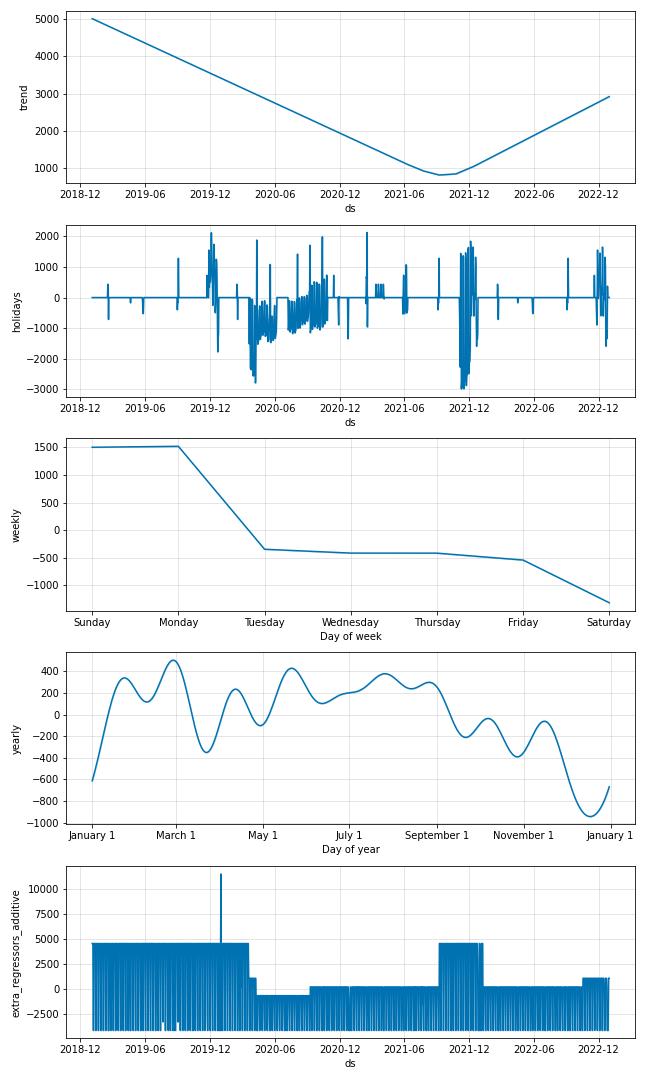 5000
4000
3000
2000
1000
trend
2018-12 2019-06 2019-12 2020-06 2020-12 2021-06 2021-12 2022-06 2022-12
ds
2000
1000
0
−1000
−2000
−3000
holidays
2018-12 2019-06 2019-12 2020-06 2020-12 2021-06 2021-12 2022-06 2022-12
ds
1500
1000
500
0
−500
−1000
weekly
Sunday Monday Tuesday Wednesday Thursday Friday Saturday
Day of week
400
200
0
−200
−400
−600
−800
−1000
yearly
January 1 March 1 May 1 July 1 September 1 November 1 January 1
Day of year
10000
7500
5000
2500
0
−2500
extra_regressors_additive
2018-12 2019-06 2019-12 2020-06 2020-12 2021-06 2021-12 2022-06 2022-12
ds